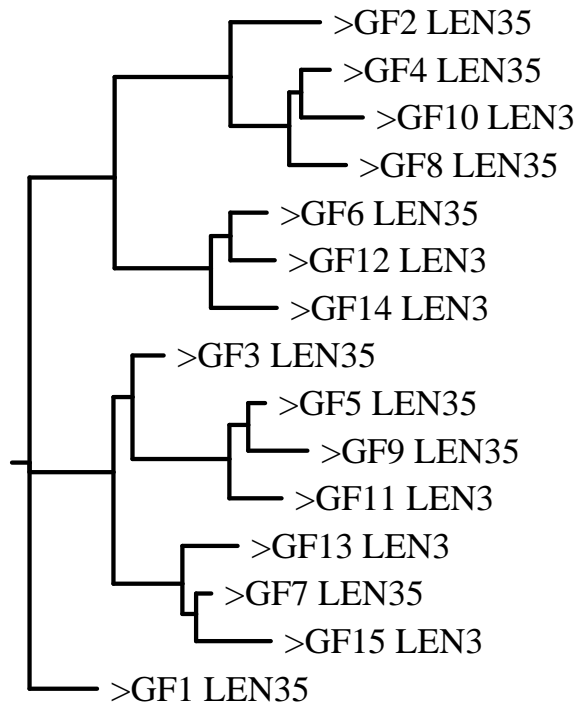 >GF2 LEN35
>GF4 LEN35
>GF10 LEN3
>GF8 LEN35
>GF6 LEN35
>GF12 LEN3
>GF14 LEN3
>GF3 LEN35
>GF5 LEN35
>GF9 LEN35
>GF11 LEN3
>GF13 LEN3
>GF7 LEN35
>GF15 LEN3
>GF1 LEN35